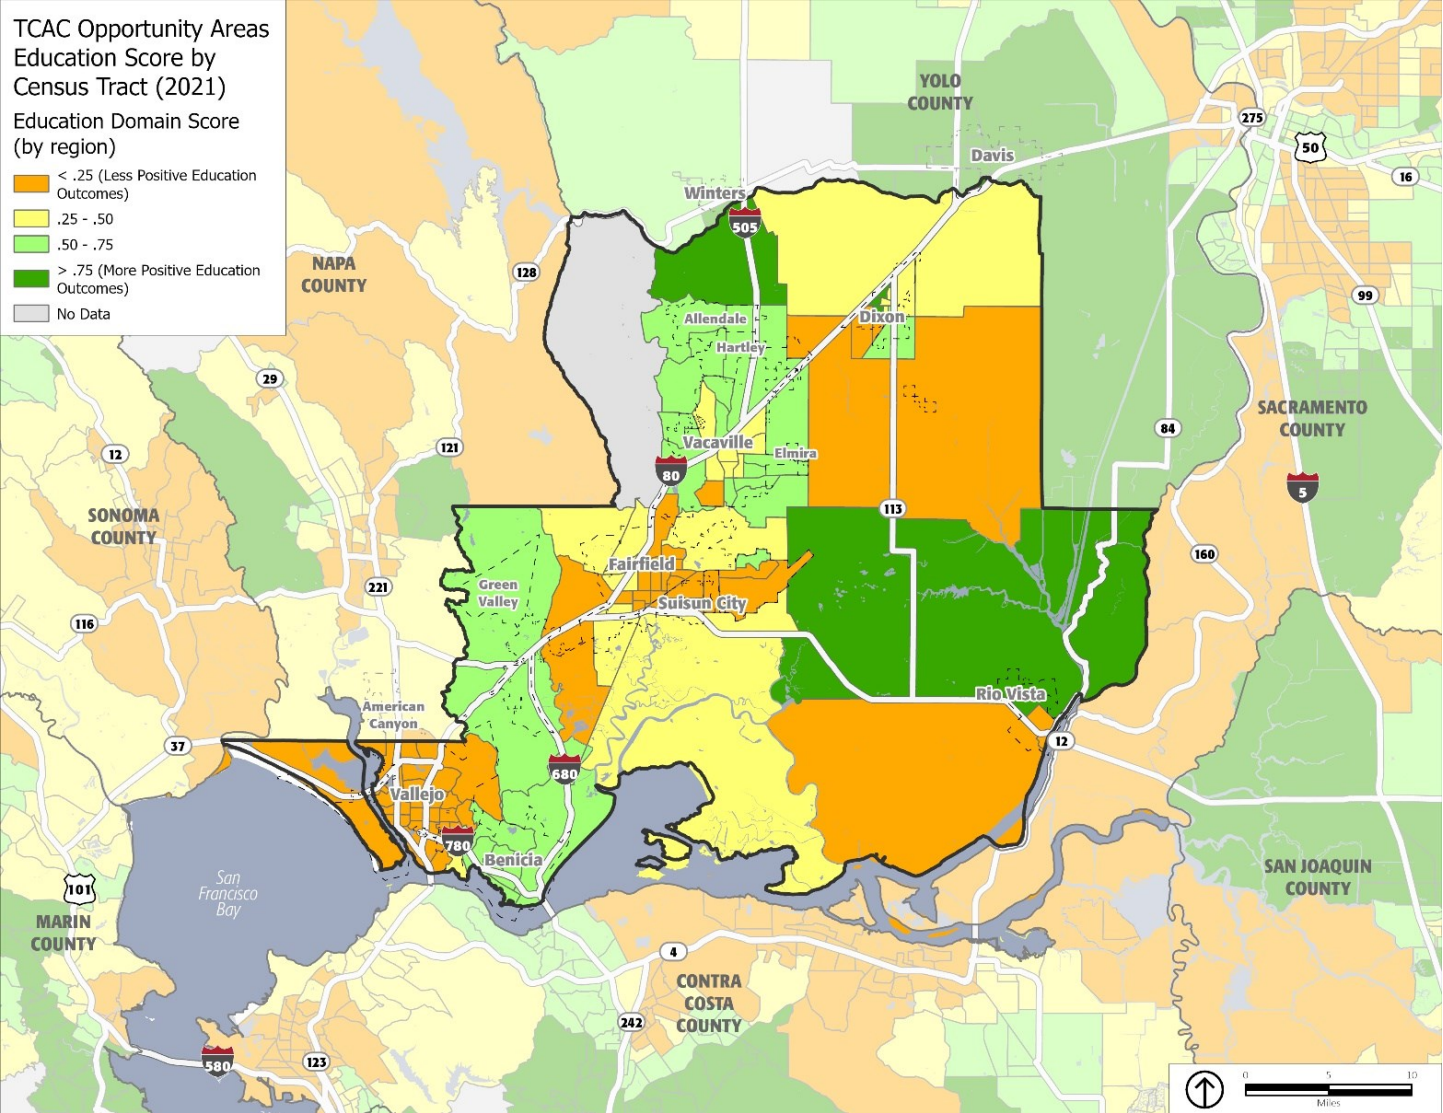 TCAC Opportunity Areas
Education Score by
Census Tract (2021)
Education Domain Score
(by region)
< .25 (Less Positive Education
Outcomes)
.25 - .50
.50 - .75
> .75 (More Positive Education
Outcomes)
No Data
YOLO
COUNTY
275
50
Davis
16
Winters
505
NAPA
COUNTY
128
99
Allendale
Dixon
Hartley
29
SACRAMENTO
COUNTY
84
12
121
Vacaville
Elmira
80
5
SONOMA
COUNTY
113
160
Fairfield
221
Green
Valley
Suisun City
116
Rio Vista
American
Canyon
37
12
680
Vallejo
780
Benicia
San
Francisco
Bay
SAN JOAQUIN
COUNTY
101
MARIN
COUNTY
4
CONTRA
COSTA
COUNTY
242
580
123
0 5 10
Miles